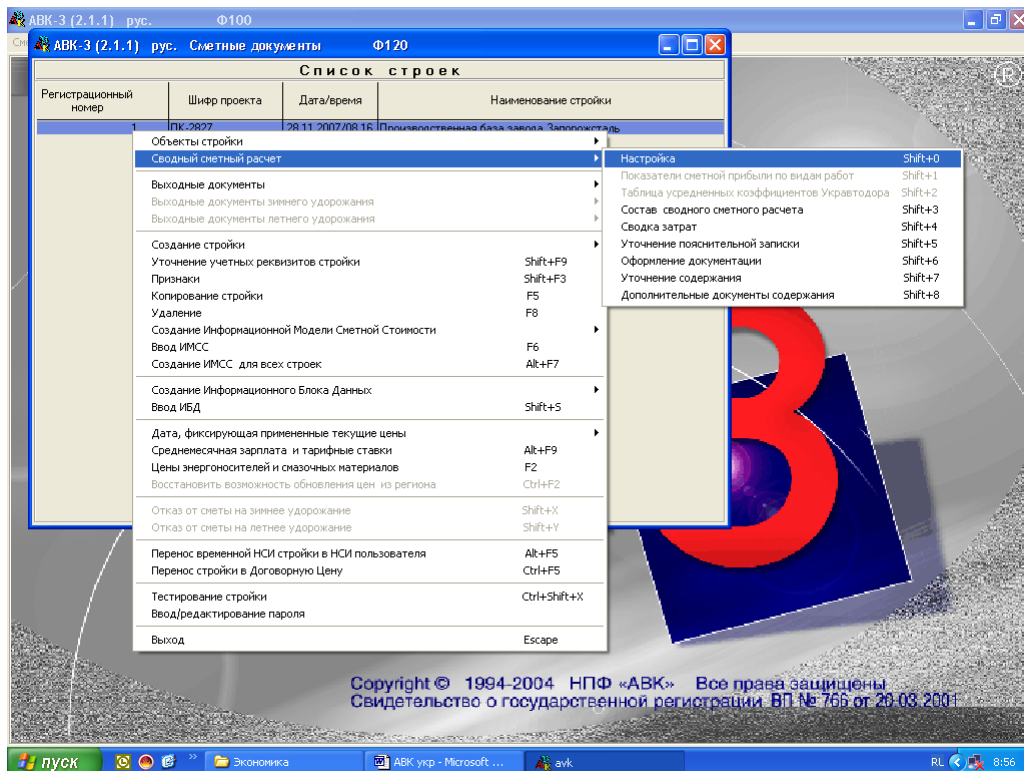 АВК-3 (2.1.1) рус. Ф100
АВК-3 (2.1.1) рус. Сметные документы Ф120
Список строек
Регистрационный номер Шифр проекта Дата/время Наименование стройки
1 ПК-2827 28.11.2007/08.16 Производственная база завода Запорожсталь
Объекты стройки
Сводный сметный расчет
Выходные документы
Выходные документы зимнего удорожания
Выходные документы летнего удорожания
Создание стройки
Уточнение учетных реквизитов стройки Shift+F9
Признаки Shift+F3
Копирование стройки F5
Удаление F8
Создание Информационной Модели Сметной Стоимости
Ввод ИМСС F6
Создание ИМСС для всех строек Alt+F7
Создание Информационного Блока Данных
Ввод ИБД Shift+S
Дата, фиксирующая примененные текущие цены
Среднемесячная зарплата и тарифные ставки Alt+F9
Цены энергоносителей и смазочных материалов F2
Восстановить возможность обновления цен из региона Ctrl+F2
Отказ от сметы на зимнее удорожание Shift+X
Отказ от сметы на летнее удорожание Shift+Y
Перенос временной НСИ стройки в НСИ пользователя Alt+F5
Перенос стройки в Договорную Цену Ctrl+F5
Тестирование стройки Ctrl+Shift+X
Ввод/редактирование пароля
Выход Escape
Настройка Shift+0
Показатели сметной прибыли по видам работ Shift+1
Таблица усредненных коэффициентов Укравтодора Shift+2
Состав сводного сметного расчета Shift+3
Сводка затрат Shift+4
Уточнение пояснительной записки Shift+5
Оформление документации Shift+6
Уточнение содержания Shift+7
Дополнительные документы содержания Shift+8
®
3
Copyright © 1994-2004 НПФ «АВК» Все права защищены
Свидетельство о государственной регистрации ВП № 766 от 20.03.2001
пуск Экономика АВК укр - Microsoft ... avk RL 8:56